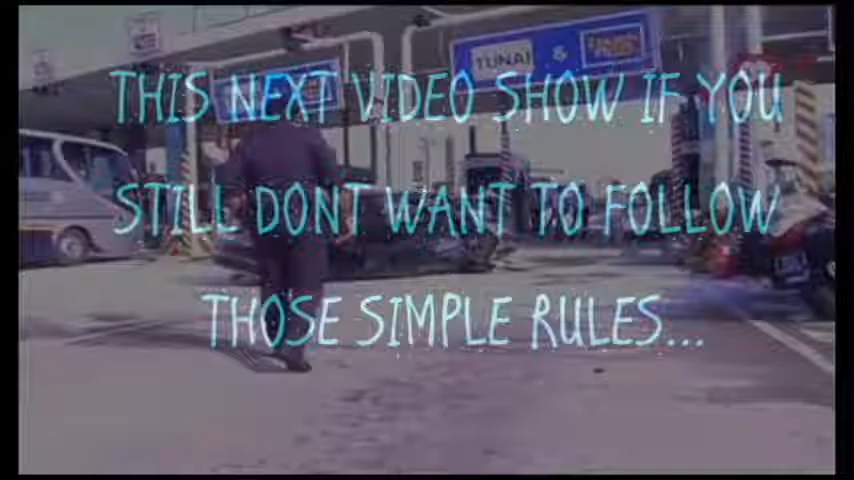 TUNAI &
THIS NEXT VIDEO SHOW IF YOU
STILL DONT WANT TO FOLLOW
THOSE SIMPLE RULES...